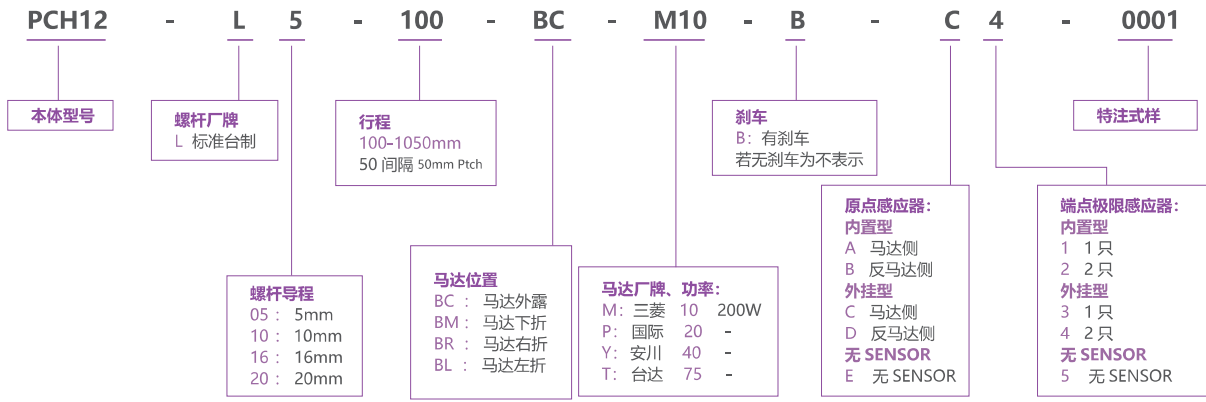 PCH12 - L 5 - 100 - BC - M10 - B - C 4 - 0001
本体型号
螺杆厂牌
L 标准台制
行程
100-1050mm
50 间隔 50mm Ptch
刹车
B: 有刹车
若无刹车为不表示
特注式样
螺杆导程
05 : 5mm
10 : 10mm
16 : 16mm
20 : 20mm
马达位置
BC : 马达外露
BM : 马达下折
BR : 马达右折
BL : 马达左折
马达厂牌、功率:
M: 三菱 10 200W
P: 国际 20 -
Y: 安川 40 -
T: 台达 75 -
原点感应器:
内置型
A 马达侧
B 反马达侧
外挂型
C 马达侧
D 反马达侧
无 SENSOR
E 无 SENSOR
端点极限感应器:
内置型
1 1 只
2 2 只
外挂型
3 1 只
4 2 只
无 SENSOR
5 无 SENSOR